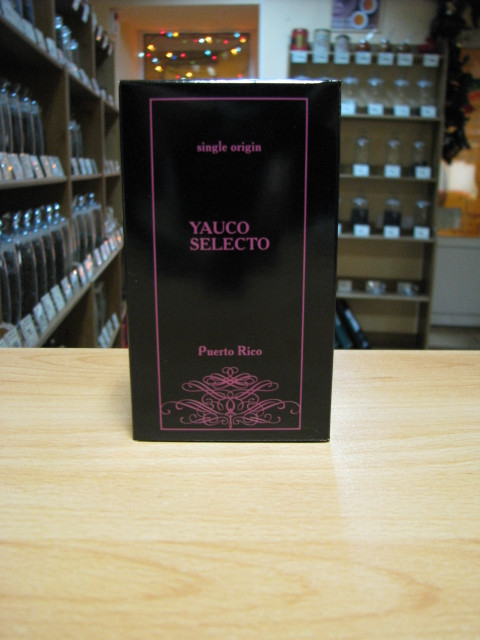 single origin
YAUCO
SELECTO
Puerto Rico